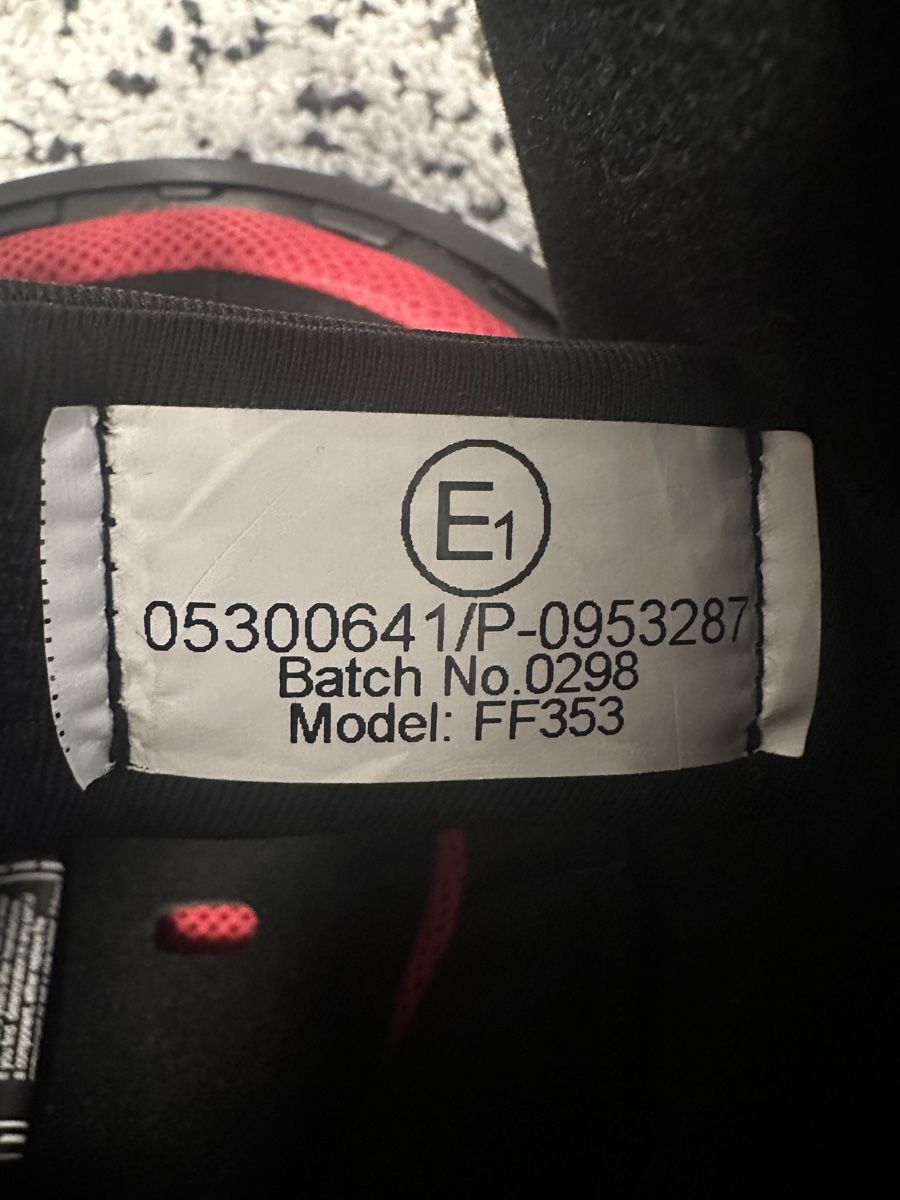 E1
05300641/P-0953287
Batch No.0298
Model: FF353